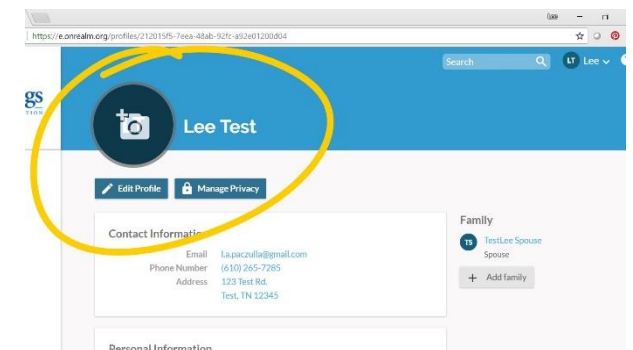 https://e.onrealm.org/profiles/212015f5-7eea-48ab-92fc-a92e01200d04
Search
LT Lee
gs
Lee Test
Edit Profile
Manage Privacy
Contact Information
Email l.a.paczulla@gmail.com
Phone Number (610) 265-7285
Address 123 Test Rd.
Test, TN 12345
Family
TS TestLee Spouse
Spouse
+ Add family
Personal Information